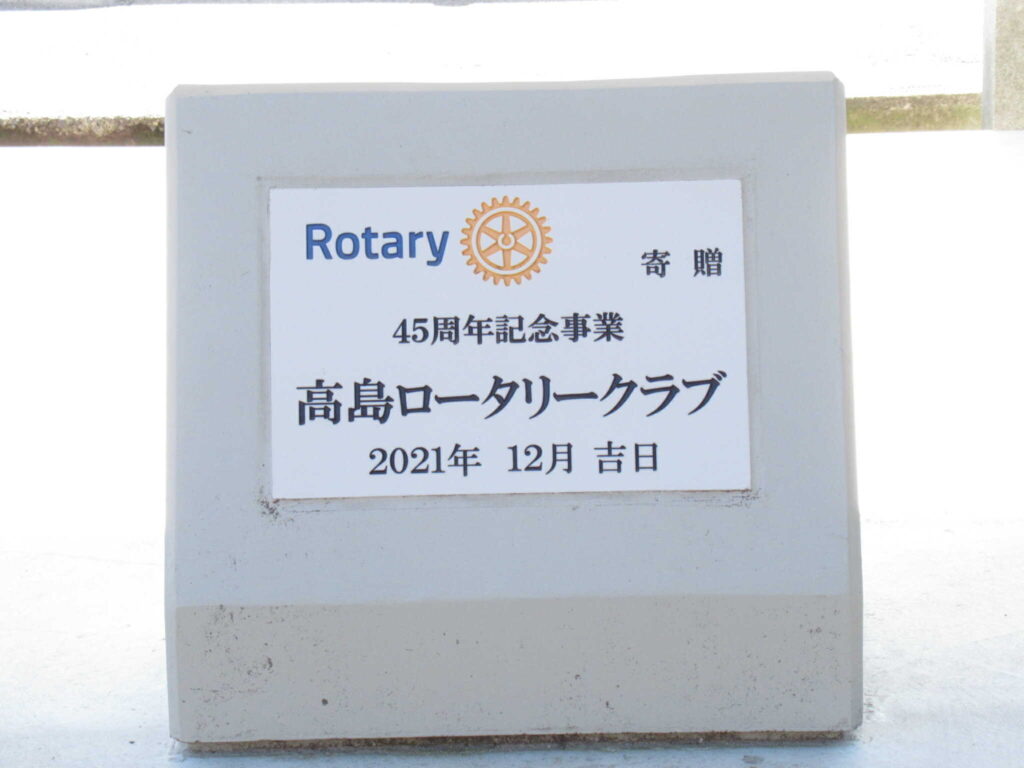 Rotary
寄贈
45周年記念事業
高島ロータリークラブ
2021年 12月 吉日